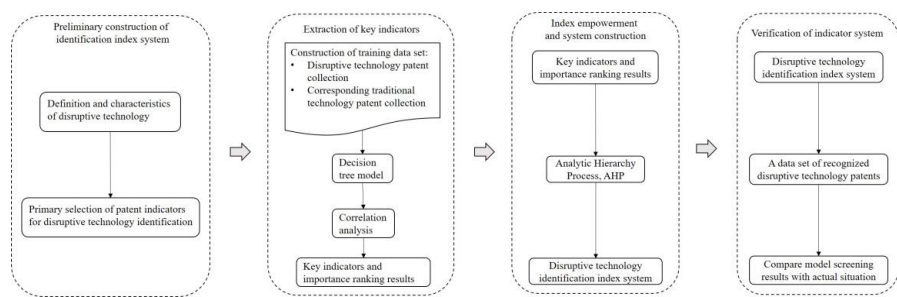 Preliminary construction of
identification index system
Definition and characteristics
of disruptive technology
Primary selection of patent indicators
for disruptive technology identification
Extraction of key indicators
Construction of training data set:
• Disruptive technology patent
collection
• Corresponding traditional
technology patent collection
Decision
tree model
Correlation
analysis
Key indicators and
importance ranking results
Index empowerment
and system construction
Key indicators and
importance ranking results
Analytic Hierarchy
Process, AHP
Disruptive technology
identification index system
Verification of indicator system
Disruptive technology
identification index system
A data set of recognized
disruptive technology patents
Compare model screening
results with actual situation